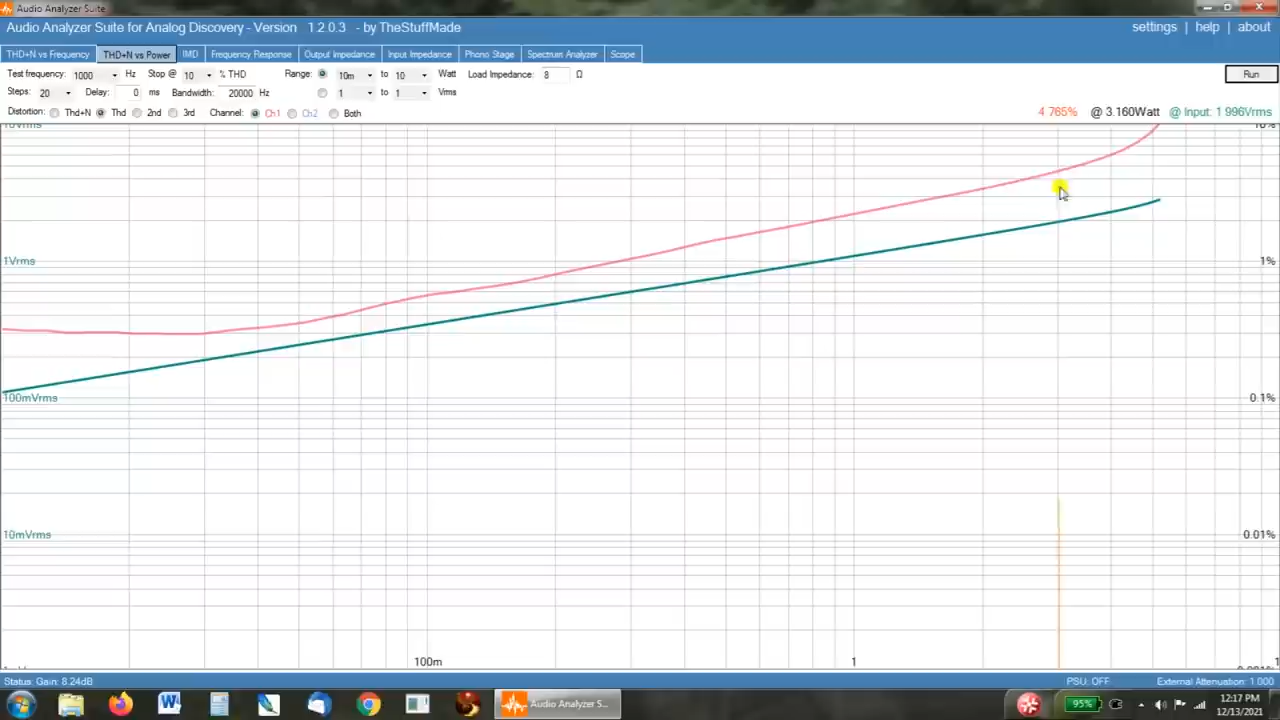 Audio Analyzer Suite
Audio Analyzer Suite for Analog Discovery - Version 1.2.0.3 - by TheStuffMade
settings | help | about
THD+N vs Frequency THD+N vs Power IMD Frequency Response Output Impedance Input Impedance Phono Stage Spectrum Analyzer Scope
Test frequency: 1000 Hz Stop @ 10 % THD Range: 10m to 10 Watt Load Impedance: 8 Ω Run
Steps: 20 Delay: 0 ms Bandwidth: 20000 Hz 1 to 1 Vrms
Distortion: Thd+N Thd 2nd 3rd Channel: Ch1 Ch2 Both 4 765% @ 3.160Watt @ Input: 1 996Vrms
10Vrms 10%
1Vrms 1%
100mVrms 0.1%
10mVrms 0.01%
100m 1
Status: Gain: 8.24dB PSU: OFF External Attenuation: 1 000
Audio Analyzer S... 95% 12:17 PM
12/13/2021